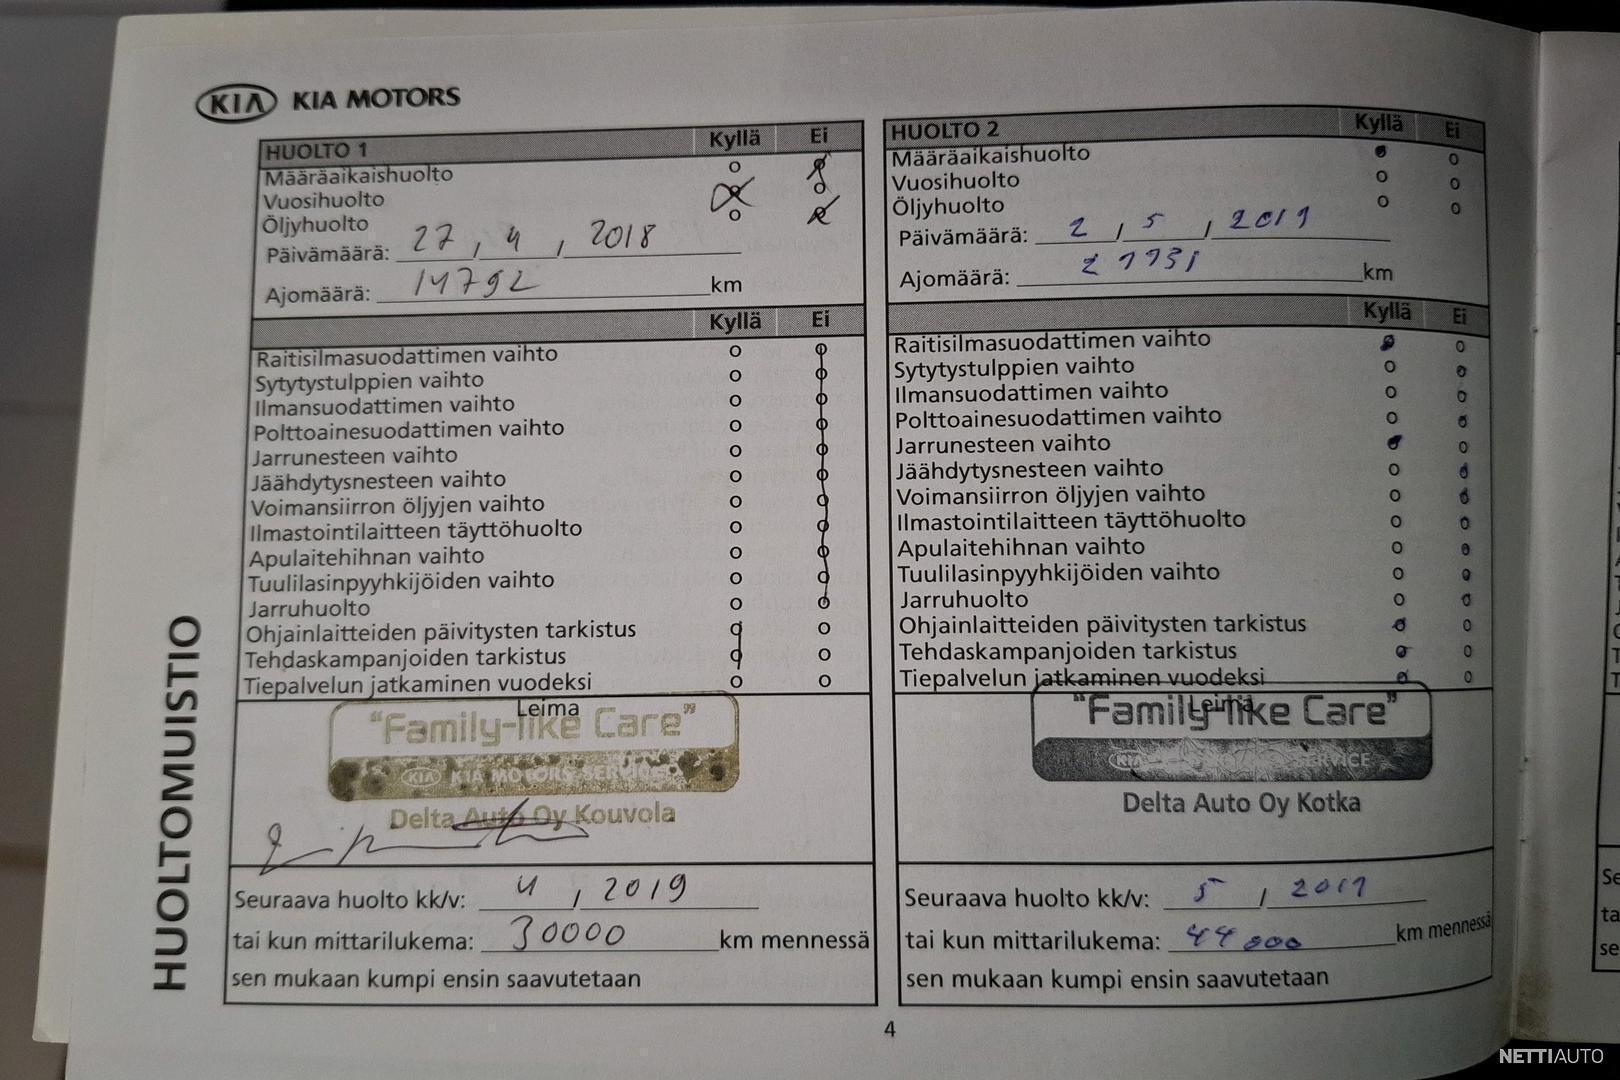 KIA KIA MOTORS
HUOLTOMUISTIO
HUOLTO 1 Kyllä Ei
Määräaikaishuolto
Vuosihuolto
Öljyhuolto
Päivämäärä: 27 , 4 , 2018
Ajomäärä: 14792 km
Kyllä Ei
Raitisilmasuodattimen vaihto
Sytytystulppien vaihto
Ilmansuodattimen vaihto
Polttoainesuodattimen vaihto
Jarrunesteen vaihto
Jäähdytysnesteen vaihto
Voimansiirron öljyjen vaihto
Ilmastointilaitteen täyttöhuolto
Apulaitehihnan vaihto
Tuulilasinpyyhkijöiden vaihto
Jarruhuolto
Ohjainlaitteiden päivitysten tarkistus
Tehdaskampanjoiden tarkistus
Tiepalvelun jatkaminen vuodeksi
Leima
"Family-like Care"
KIA KIA MOTORS SERVICE
Delta Auto Oy Kouvola
Seuraava huolto kk/v: 4 , 2019
tai kun mittarilukema: 30000 km mennessä
sen mukaan kumpi ensin saavutetaan
HUOLTO 2 Kyllä Ei
Määräaikaishuolto
Vuosihuolto
Öljyhuolto
Päivämäärä: 2 / 5 / 2019
Ajomäärä: km
Kyllä Ei
Raitisilmasuodattimen vaihto
Sytytystulppien vaihto
Ilmansuodattimen vaihto
Polttoainesuodattimen vaihto
Jarrunesteen vaihto
Jäähdytysnesteen vaihto
Voimansiirron öljyjen vaihto
Ilmastointilaitteen täyttöhuolto
Apulaitehihnan vaihto
Tuulilasinpyyhkijöiden vaihto
Jarruhuolto
Ohjainlaitteiden päivitysten tarkistus
Tehdaskampanjoiden tarkistus
Tiepalvelun jatkaminen vuodeksi
Leima
"Family-like Care"
KIA SERVICE
Delta Auto Oy Kotka
Seuraava huolto kk/v: 5 /
tai kun mittarilukema: 44000 km mennessä
sen mukaan kumpi ensin saavutetaan
4
NETTIAUTO